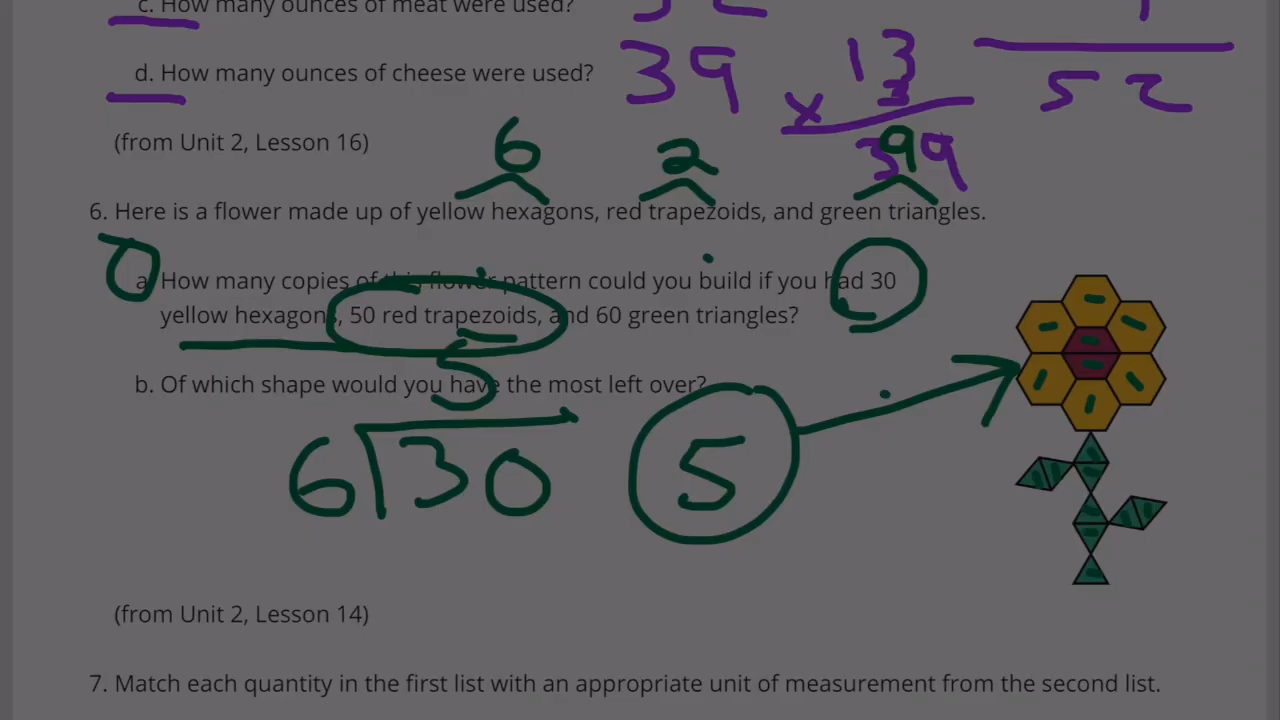 c. How many ounces of meat were used?
d. How many ounces of cheese were used? 39 13 52
x 3
39
(from Unit 2, Lesson 16) 6 2 9
6. Here is a flower made up of yellow hexagons, red trapezoids, and green triangles.
a. How many copies of this flower pattern could you build if you had 30
yellow hexagons, 50 red trapezoids, and 60 green triangles?
b. Of which shape would you have the most left over?
5
6 30 5
(from Unit 2, Lesson 14)
7. Match each quantity in the first list with an appropriate unit of measurement from the second list.